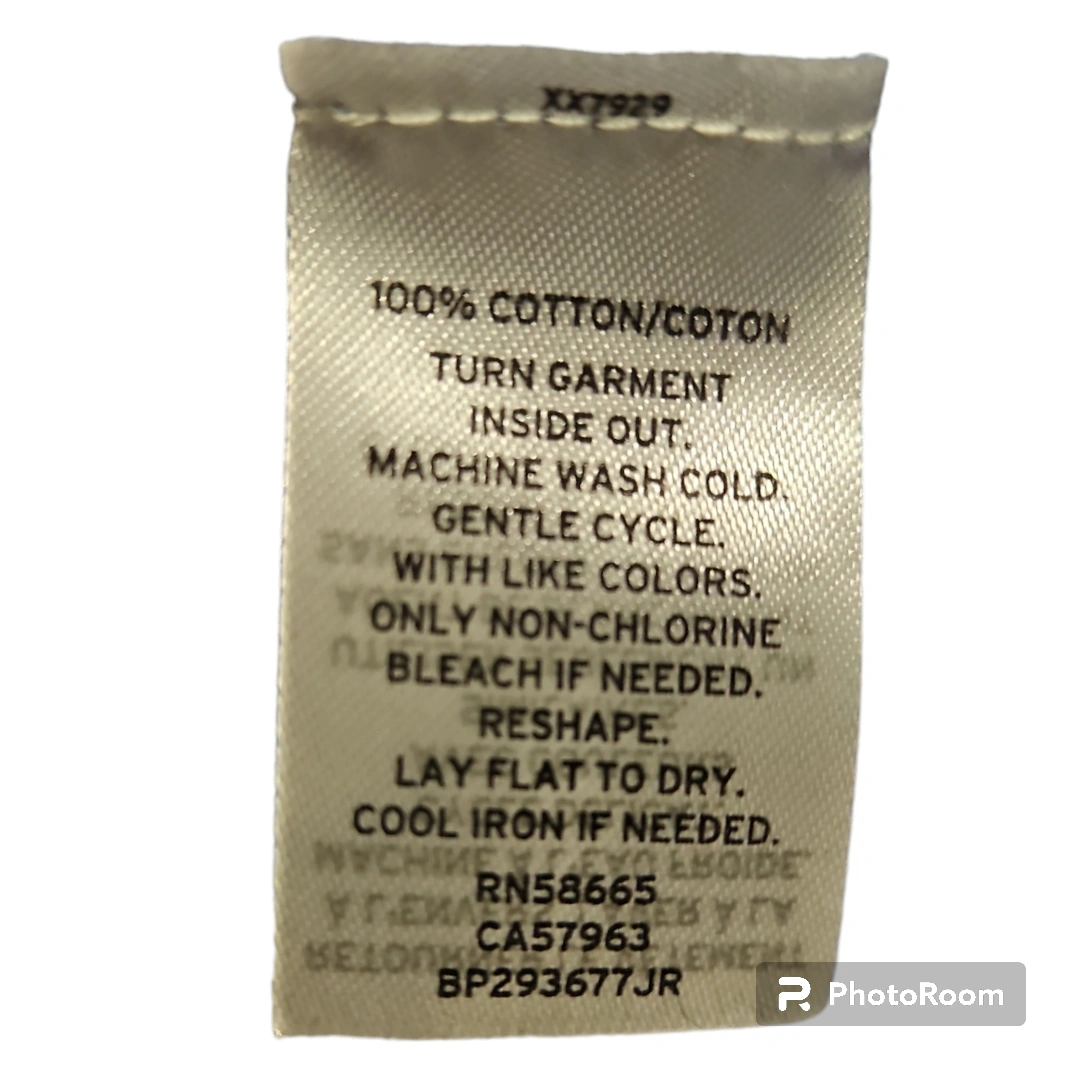 XX7929
100% COTTON/COTON
TURN GARMENT
INSIDE OUT.
MACHINE WASH COLD.
GENTLE CYCLE.
WITH LIKE COLORS.
ONLY NON-CHLORINE
BLEACH IF NEEDED.
RESHAPE.
LAY FLAT TO DRY.
COOL IRON IF NEEDED.
RN58665
CA57963
BP293677JR
PhotoRoom